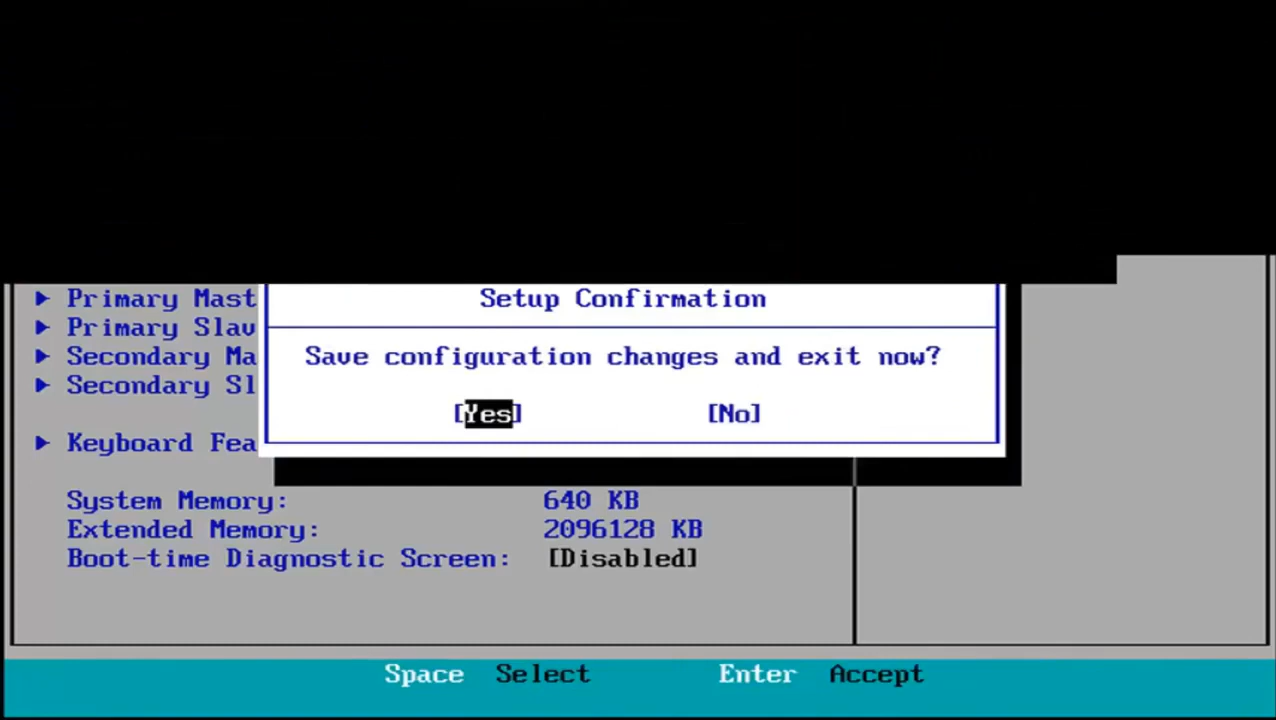 ▶ Primary Mast
Setup Confirmation
▶ Primary Slav
▶ Secondary Ma
Save configuration changes and exit now?
▶ Secondary Sl
[Yes] [No]
▶ Keyboard Fea
System Memory: 640 KB
Extended Memory: 2096128 KB
Boot-time Diagnostic Screen: [Disabled]
Space Select Enter Accept